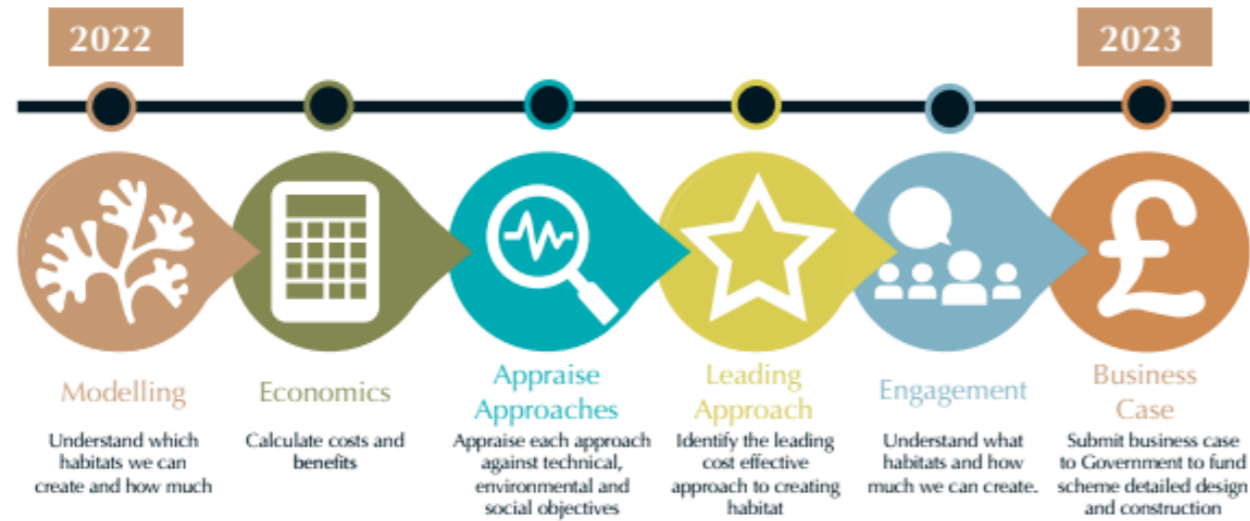 2022
2023
Modelling
Understand which
habitats we can
create and how much
Economics
Calculate costs and
benefits
Appraise
Approaches
Appraise each approach
against technical,
environmental and
social objectives
Leading
Approach
Identify the leading
cost effective
approach to creating
habitat
Engagement
Understand what
habitats and how
much we can create.
£
Business
Case
Submit business case
to Government to fund
scheme detailed design
and construction